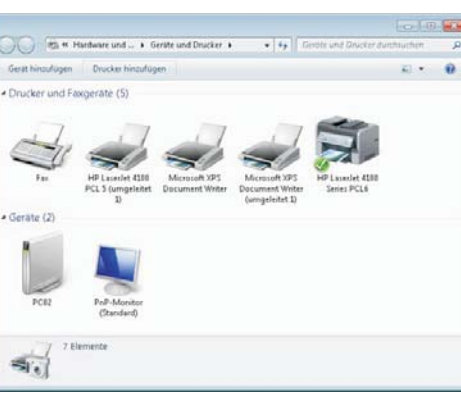 Hardware und ... ▸ Geräte und Drucker ▸
Geräte und Drucker durchsuchen
Gerät hinzufügen Drucker hinzufügen
Drucker und Faxgeräte (5)
Fax
HP LaserJet 4100
PCL 5 (umgeleitet
1)
Microsoft XPS
Document Writer
Microsoft XPS
Document Writer
(umgeleitet 1)
HP LaserJet 4100
Series PCL6
Geräte (2)
PC02
PnP-Monitor
(Standard)
7 Elemente